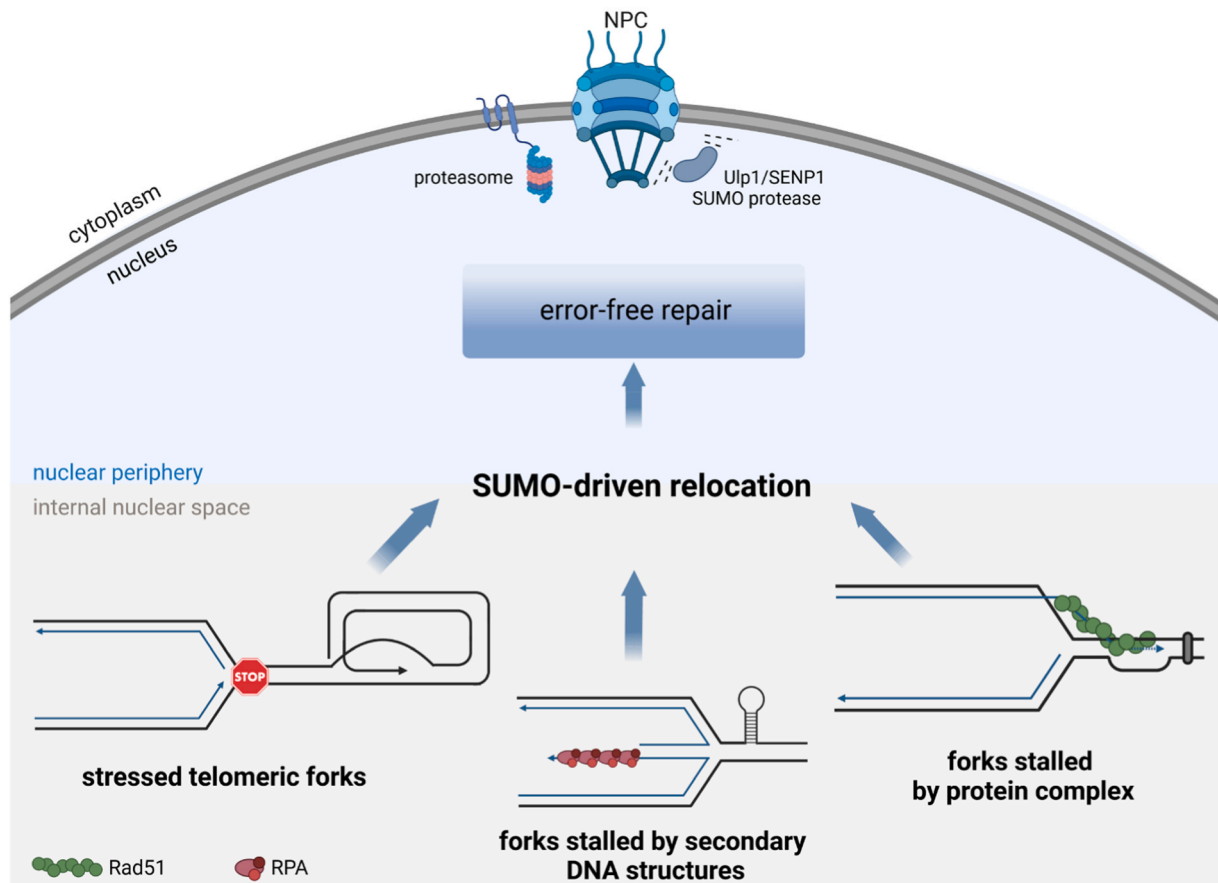 NPC
proteasome
Ulp1/SENP1
SUMO protease
cytoplasm
nucleus
error-free repair
nuclear periphery
internal nuclear space
SUMO-driven relocation
STOP
stressed telomeric forks
forks stalled by secondary
DNA structures
forks stalled
by protein complex
Rad51
RPA